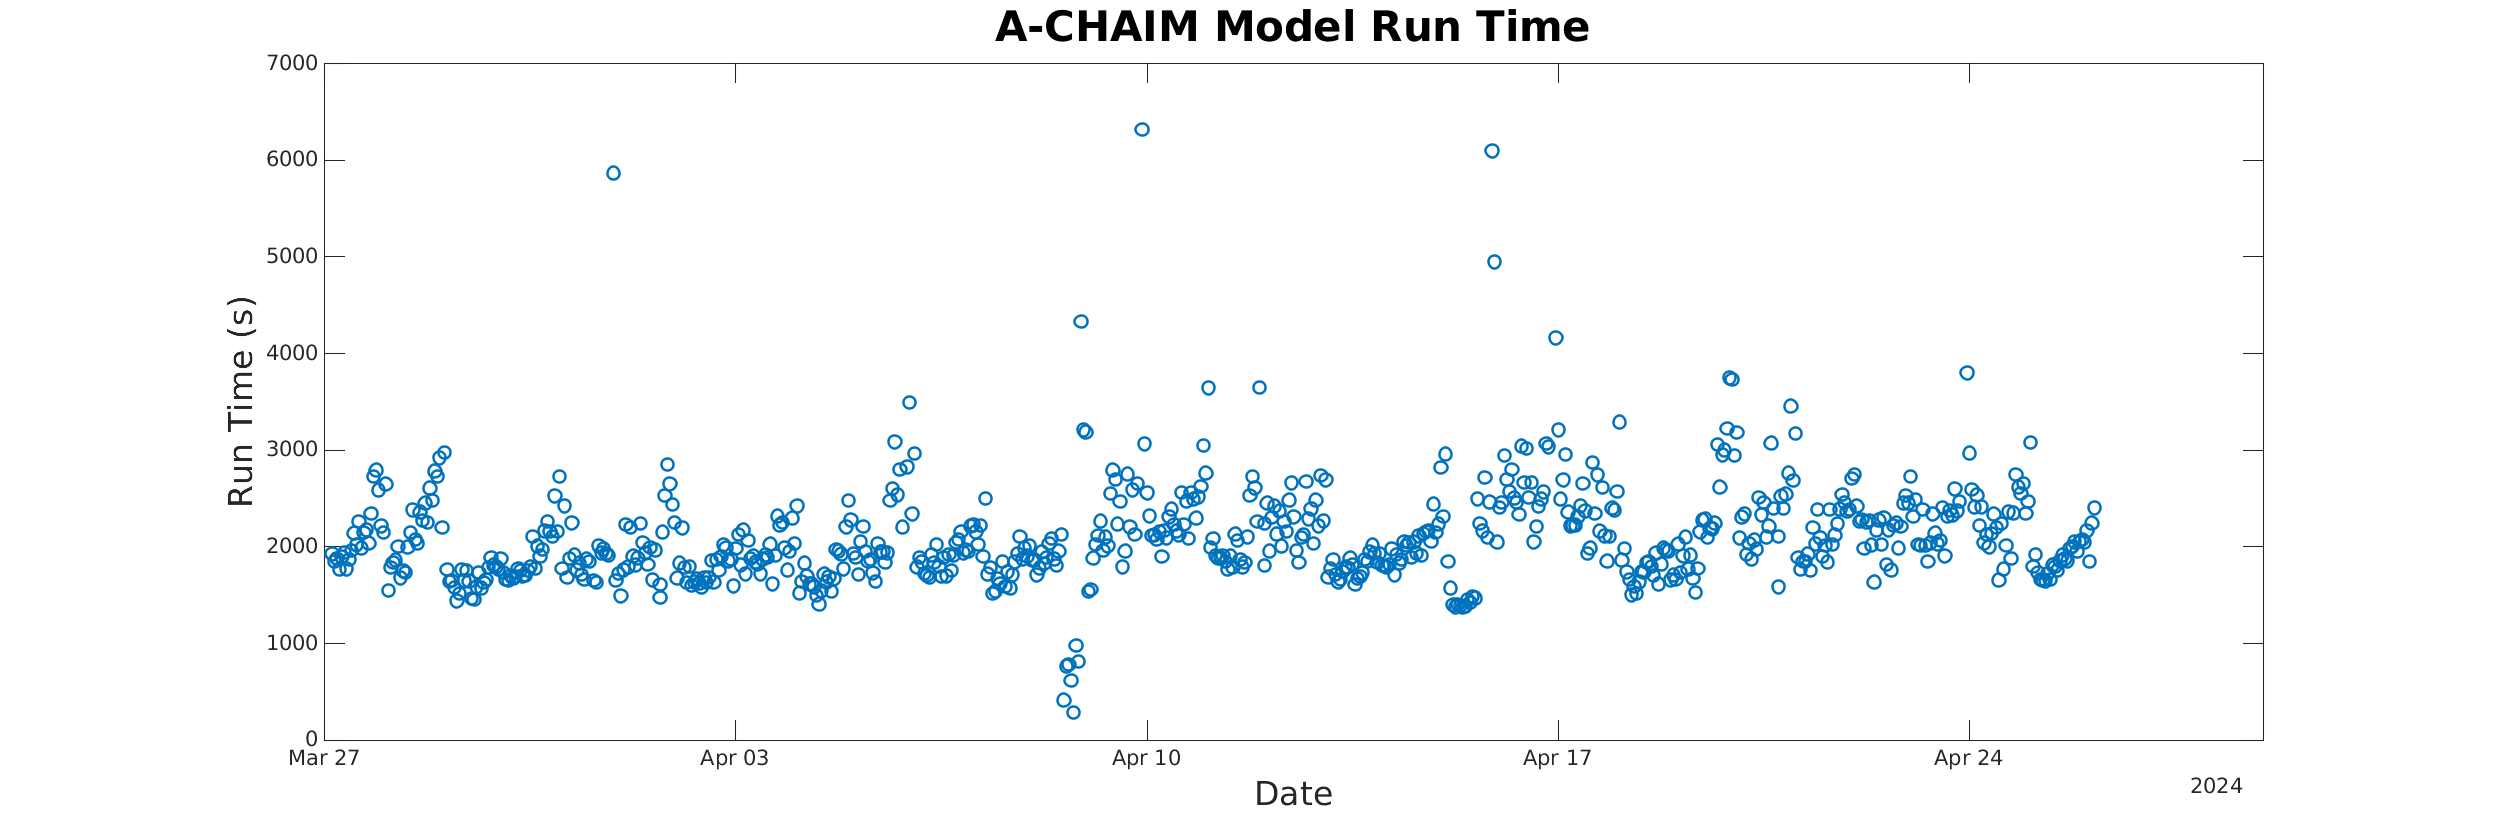 A-CHAIM Model Run Time
7000
6000
5000
4000
3000
2000
1000
0
Run Time (s)
Mar 27 Apr 03 Apr 10 Apr 17 Apr 24
2024
Date